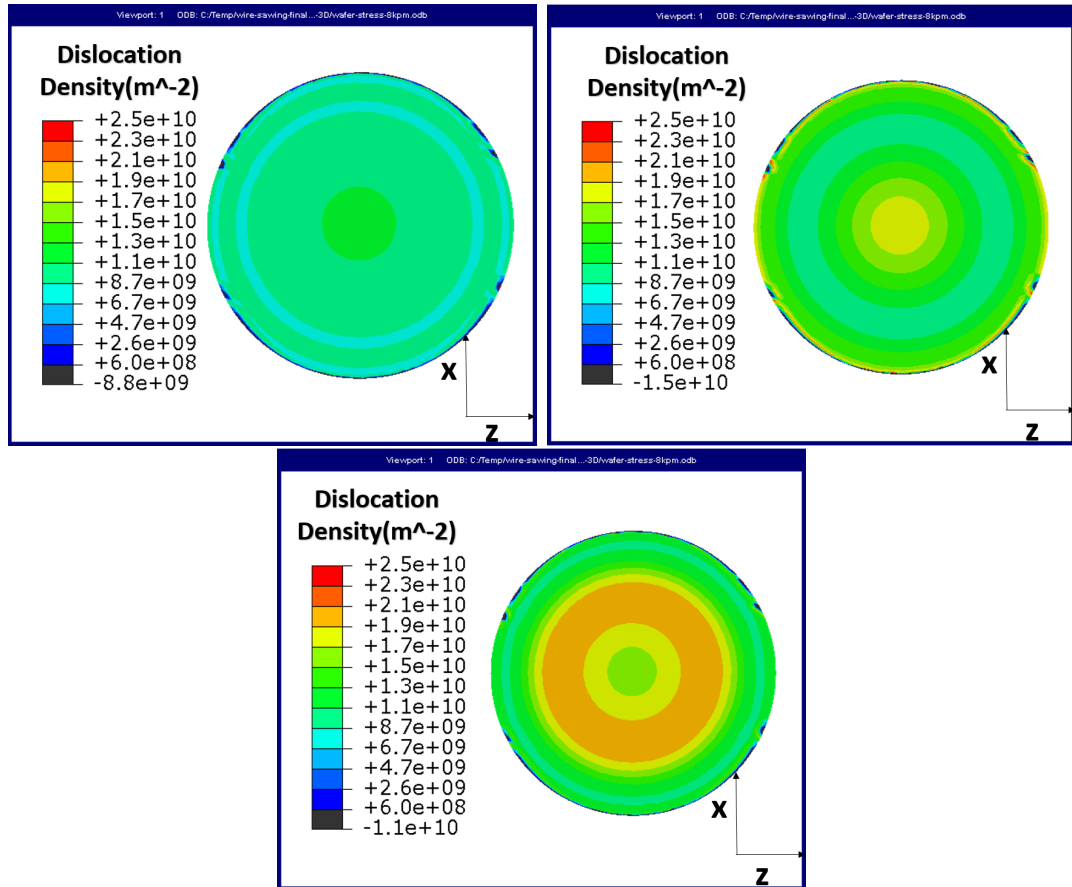 Viewport: 1 ODB: C:/Temp/wire-sawing-final...-3D/wafer-stress-8kpm.odb
Dislocation
Density(m^-2)
+2.5e+10
+2.3e+10
+2.1e+10
+1.9e+10
+1.7e+10
+1.5e+10
+1.3e+10
+1.1e+10
+8.7e+09
+6.7e+09
+4.7e+09
+2.6e+09
+6.0e+08
-8.8e+09
X
Z
Viewport: 1 ODB: C:/Temp/wire-sawing-final...-3D/wafer-stress-8kpm.odb
Dislocation
Density(m^-2)
+2.5e+10
+2.3e+10
+2.1e+10
+1.9e+10
+1.7e+10
+1.5e+10
+1.3e+10
+1.1e+10
+8.7e+09
+6.7e+09
+4.7e+09
+2.6e+09
+6.0e+08
-1.5e+10
X
Z
Viewport: 1 ODB: C:/Temp/wire-sawing-final...-3D/wafer-stress-8kpm.odb
Dislocation
Density(m^-2)
+2.5e+10
+2.3e+10
+2.1e+10
+1.9e+10
+1.7e+10
+1.5e+10
+1.3e+10
+1.1e+10
+8.7e+09
+6.7e+09
+4.7e+09
+2.6e+09
+6.0e+08
-1.1e+10
X
Z